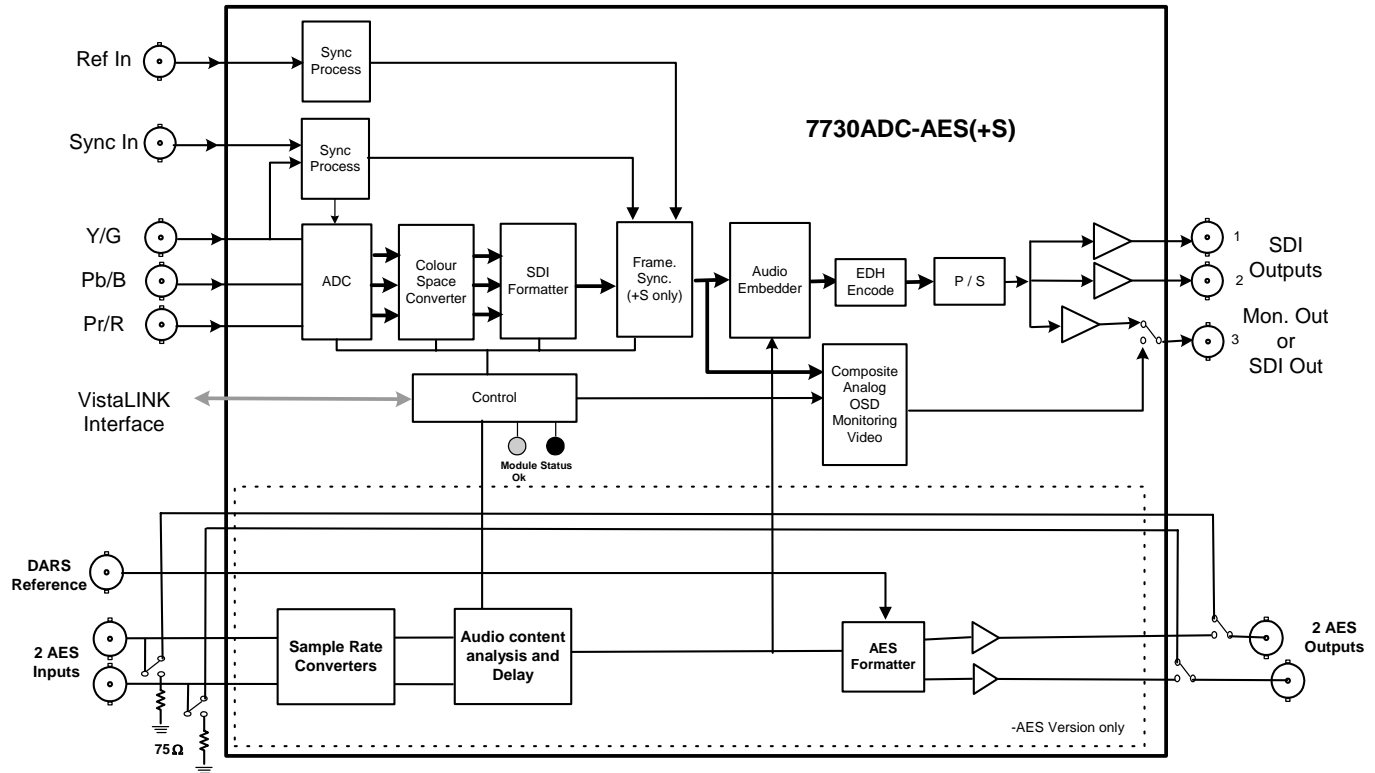 Ref In
Sync
Process
7730ADC-AES(+S)
Sync In
Sync
Process
Y/G
Pb/B
Pr/R
ADC
Colour
Space
Converter
SDI
Formatter
Frame.
Sync.
(+S only)
Audio
Embedder
EDH
Encode
P / S
1
2
SDI
Outputs
3
Mon. Out
or
SDI Out
VistaLINK
Interface
Control
Module
Ok
Status
Composite
Analog
OSD
Monitoring
Video
DARS
Reference
2 AES
Inputs
75Ω
Sample Rate
Converters
Audio content
analysis and
Delay
AES
Formatter
2 AES
Outputs
-AES Version only